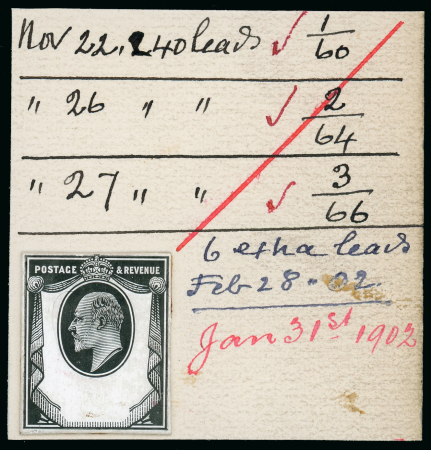 Nov 22. 240 leads ✓ 1/60
" 26 " " ✓ 2/64
" 27 " " ✓ 3/66
6 extra leads
Feb 28 - 02.
POSTAGE & REVENUE
Jan 31st 1902